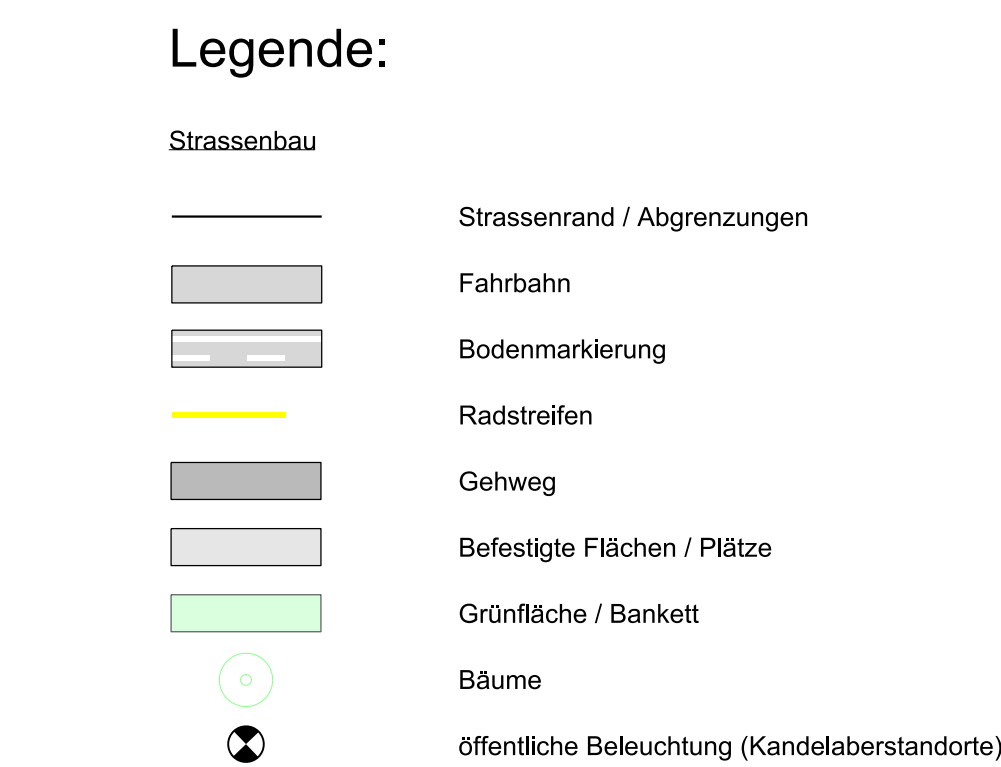 Legende:
Strassenbau
Strassenrand / Abgrenzungen
Fahrbahn
Bodenmarkierung
Radstreifen
Gehweg
Befestigte Flächen / Plätze
Grünfläche / Bankett
Bäume
öffentliche Beleuchtung (Kandelaberstandorte)